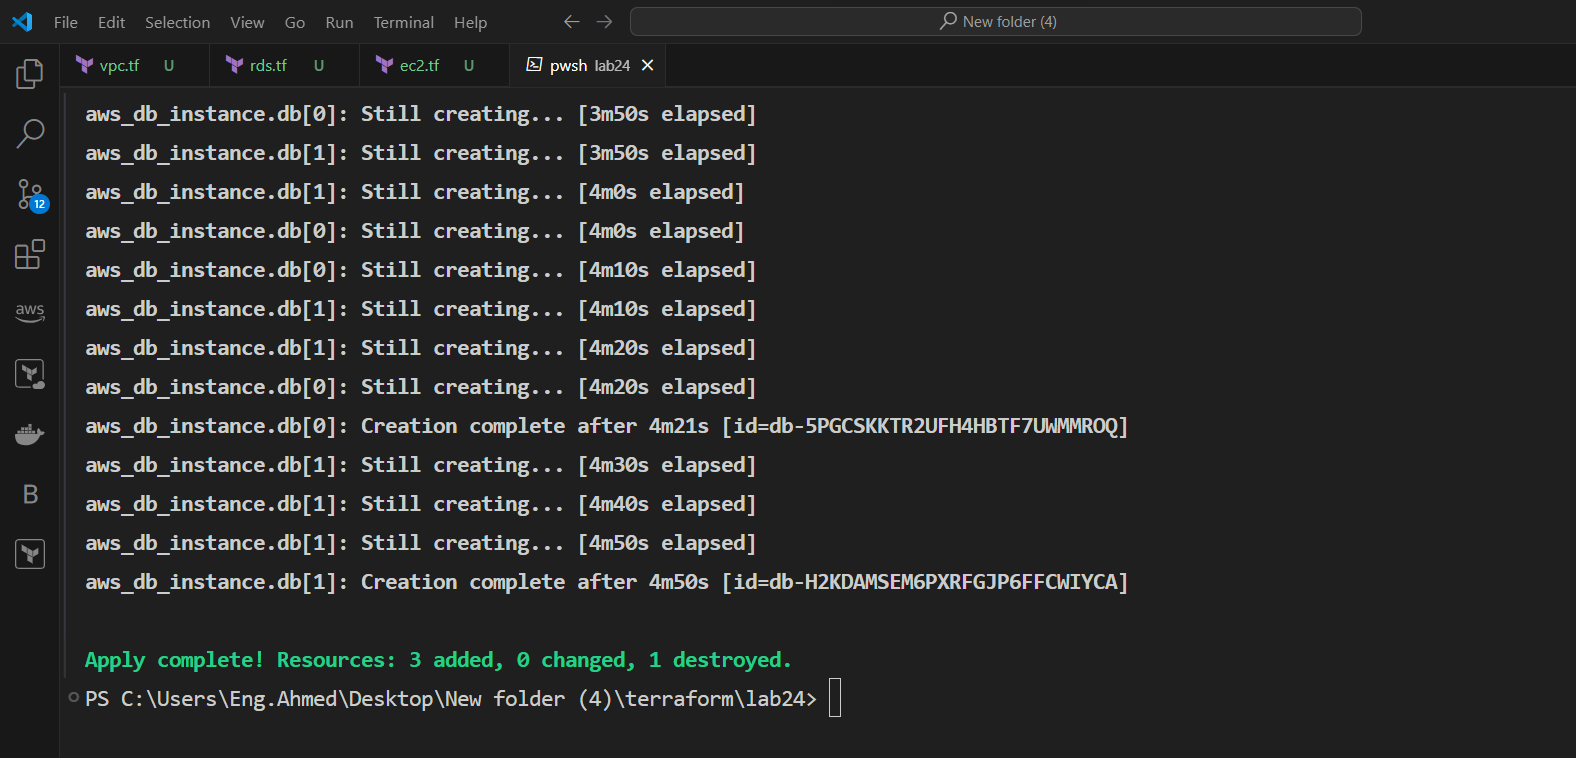 File Edit Selection View Go Run Terminal Help New folder (4)
vpc.tf U rds.tf U ec2.tf U pwsh lab24
aws_db_instance.db[0]: Still creating... [3m50s elapsed]
aws_db_instance.db[1]: Still creating... [3m50s elapsed]
aws_db_instance.db[1]: Still creating... [4m0s elapsed]
aws_db_instance.db[0]: Still creating... [4m0s elapsed]
aws_db_instance.db[0]: Still creating... [4m10s elapsed]
aws_db_instance.db[1]: Still creating... [4m10s elapsed]
aws_db_instance.db[1]: Still creating... [4m20s elapsed]
aws_db_instance.db[0]: Still creating... [4m20s elapsed]
aws_db_instance.db[0]: Creation complete after 4m21s [id=db-5PGCSKKTR2UFH4HBTF7UWMMROQ]
aws_db_instance.db[1]: Still creating... [4m30s elapsed]
aws_db_instance.db[1]: Still creating... [4m40s elapsed]
aws_db_instance.db[1]: Still creating... [4m50s elapsed]
aws_db_instance.db[1]: Creation complete after 4m50s [id=db-H2KDAMSEM6PXRFGJP6FFCWIYCA]
Apply complete! Resources: 3 added, 0 changed, 1 destroyed.
PS C:\Users\Eng.Ahmed\Desktop\New folder (4)\terraform\lab24>
12
aws
B